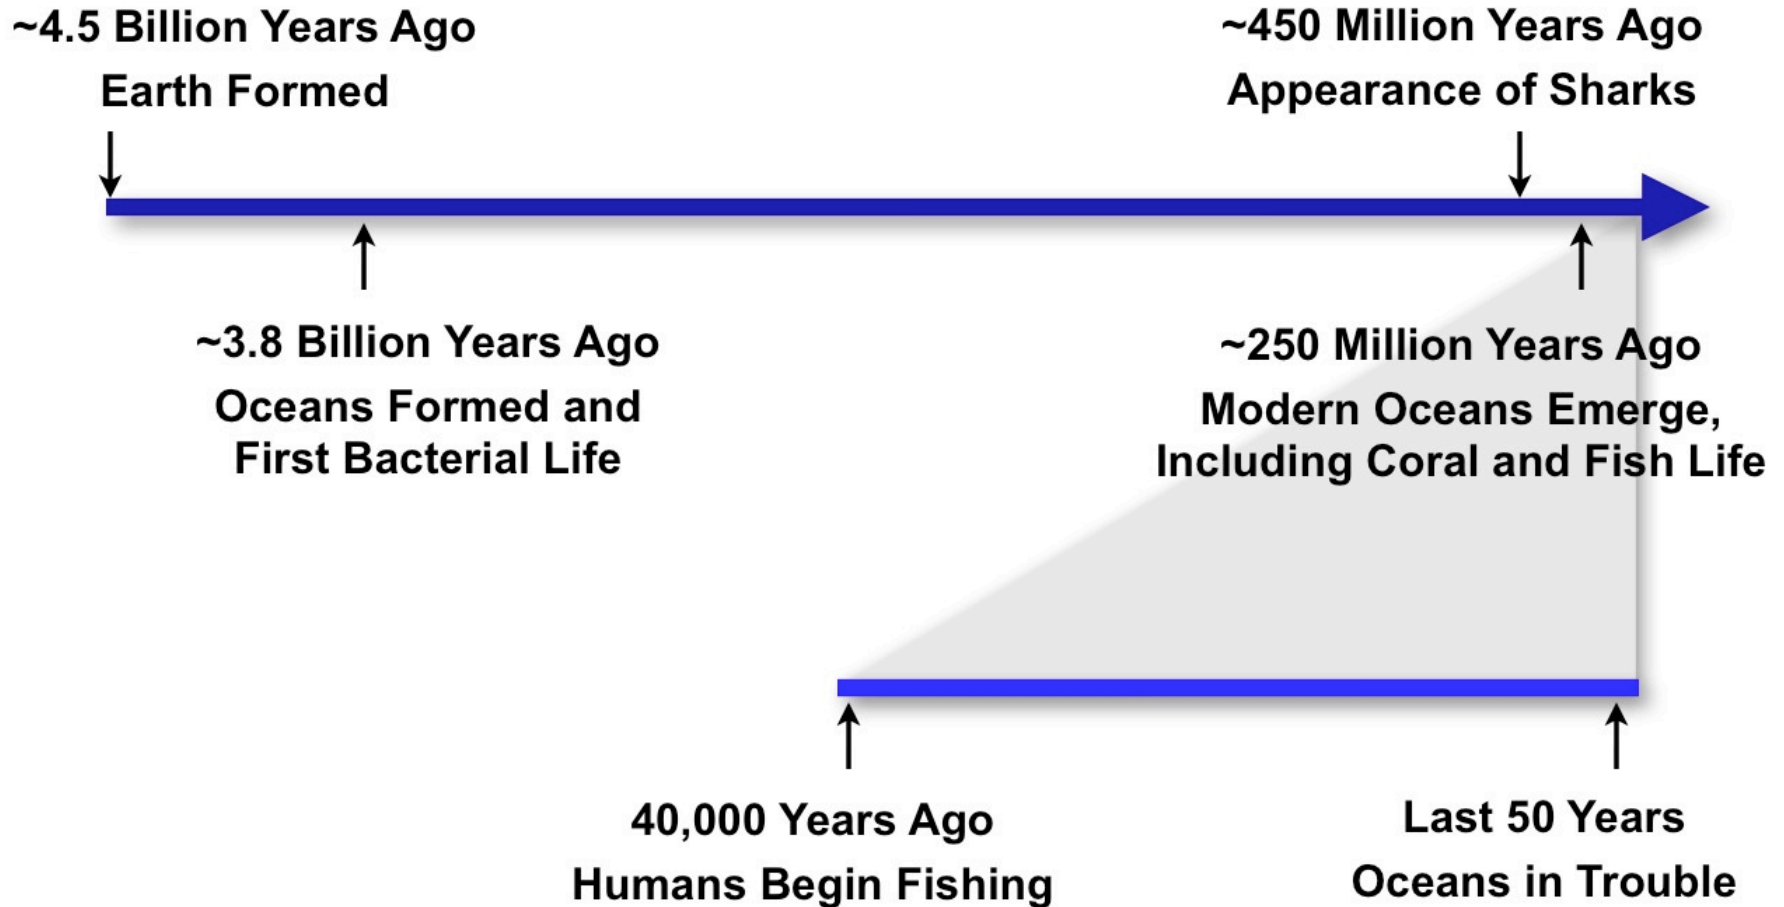 ~4.5 Billion Years Ago
Earth Formed
~450 Million Years Ago
Appearance of Sharks
~3.8 Billion Years Ago
Oceans Formed and
First Bacterial Life
~250 Million Years Ago
Modern Oceans Emerge,
Including Coral and Fish Life
40,000 Years Ago
Humans Begin Fishing
Last 50 Years
Oceans in Trouble